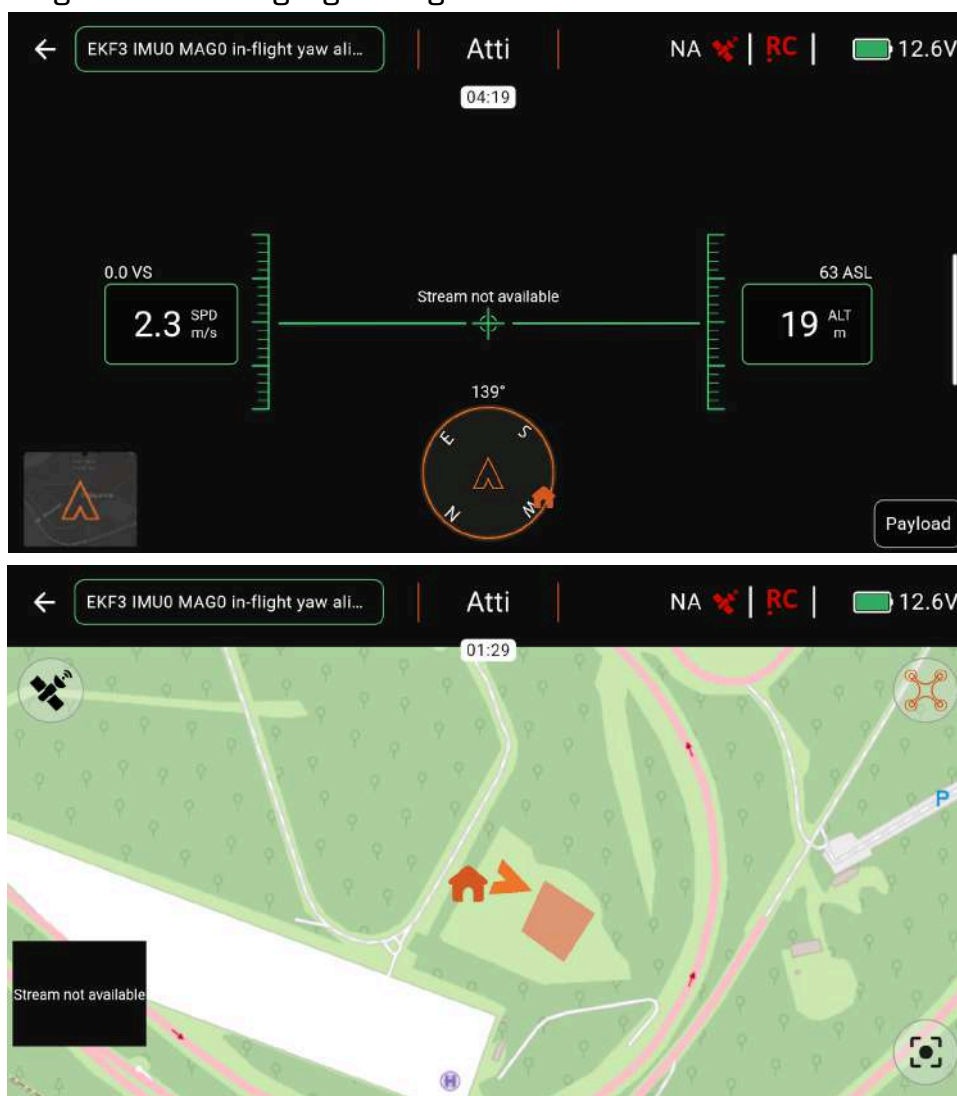 EKF3 IMU0 MAG0 in-flight yaw ali...
Atti
NA
RC
12.6V
04:19
0.0 VS
2.3 SPD m/s
Stream not available
63 ASL
19 ALT m
139°
E
S
N
W
Payload
EKF3 IMU0 MAG0 in-flight yaw ali...
Atti
NA
RC
12.6V
01:29
P
Stream not available
H